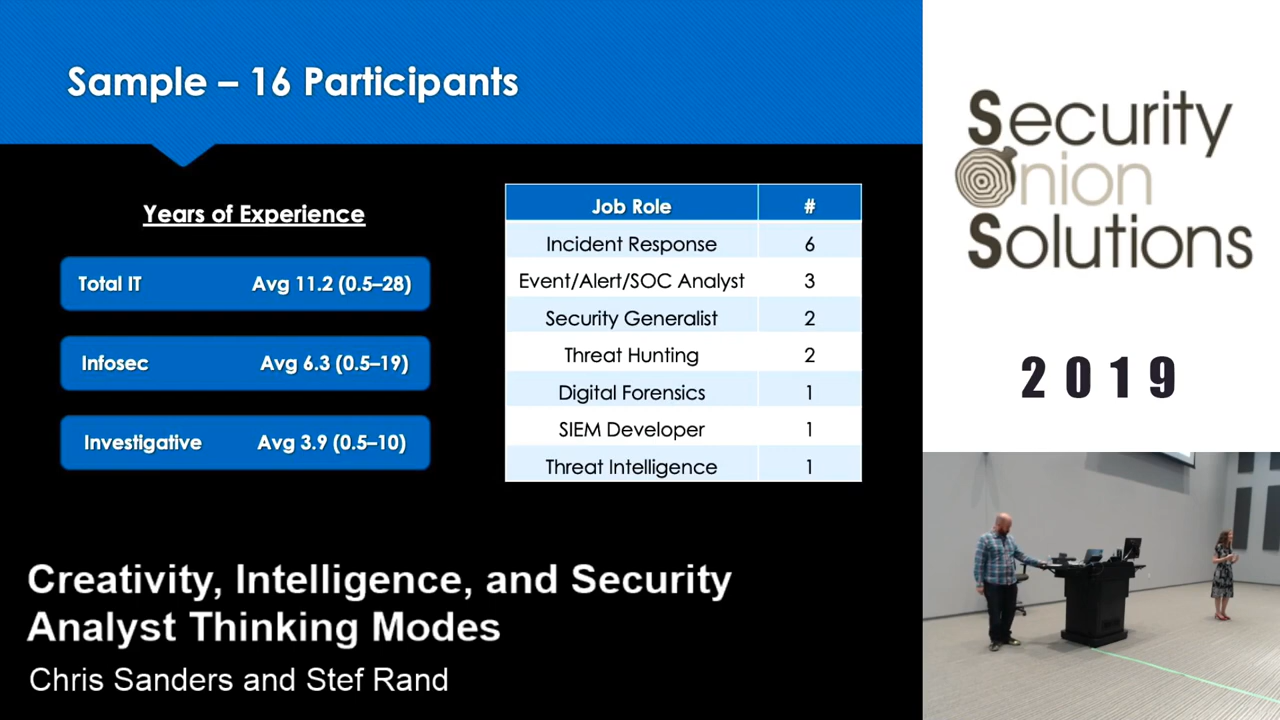 Sample – 16 Participants
Years of Experience
Total IT Avg 11.2 (0.5–28)
Infosec Avg 6.3 (0.5–19)
Investigative Avg 3.9 (0.5–10)
Job Role #
Incident Response 6
Event/Alert/SOC Analyst 3
Security Generalist 2
Threat Hunting 2
Digital Forensics 1
SIEM Developer 1
Threat Intelligence 1
Creativity, Intelligence, and Security
Analyst Thinking Modes
Chris Sanders and Stef Rand
Security
Onion
Solutions
2019